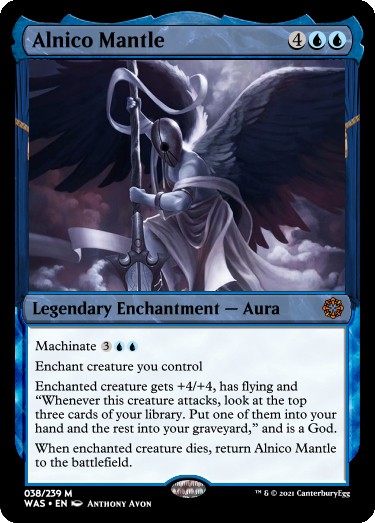 Alnico Mantle 4
Legendary Enchantment — Aura
Machinate 3
Enchant creature you control
Enchanted creature gets +4/+4, has flying and
“Whenever this creature attacks, look at the top
three cards of your library. Put one of them into your
hand and the rest into your graveyard,” and is a God.
When enchanted creature dies, return Alnico Mantle
to the battlefield.
038/239 M
WAS • EN Anthony Avon
™ & © 2021 CanterburyEgg